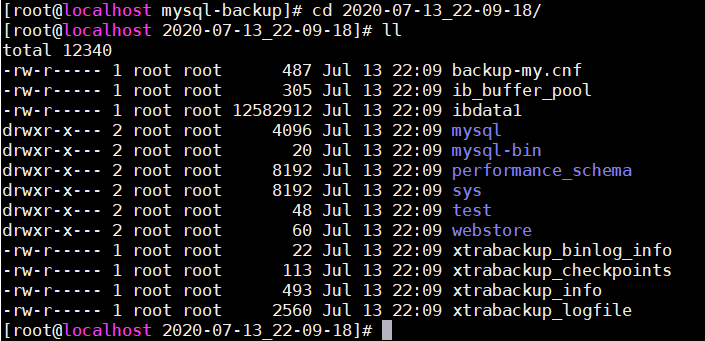 [root@localhost mysql-backup]# cd 2020-07-13_22-09-18/
[root@localhost 2020-07-13_22-09-18]# ll
total 12340
-rw-r----- 1 root root      487 Jul 13 22:09 backup-my.cnf
-rw-r----- 1 root root      305 Jul 13 22:09 ib_buffer_pool
-rw-r----- 1 root root 12582912 Jul 13 22:09 ibdata1
drwxr-x--- 2 root root     4096 Jul 13 22:09 mysql
drwxr-x--- 2 root root       20 Jul 13 22:09 mysql-bin
drwxr-x--- 2 root root     8192 Jul 13 22:09 performance_schema
drwxr-x--- 2 root root     8192 Jul 13 22:09 sys
drwxr-x--- 2 root root       48 Jul 13 22:09 test
drwxr-x--- 2 root root       60 Jul 13 22:09 webstore
-rw-r----- 1 root root       22 Jul 13 22:09 xtrabackup_binlog_info
-rw-r----- 1 root root      113 Jul 13 22:09 xtrabackup_checkpoints
-rw-r----- 1 root root      493 Jul 13 22:09 xtrabackup_info
-rw-r----- 1 root root     2560 Jul 13 22:09 xtrabackup_logfile
[root@localhost 2020-07-13_22-09-18]#